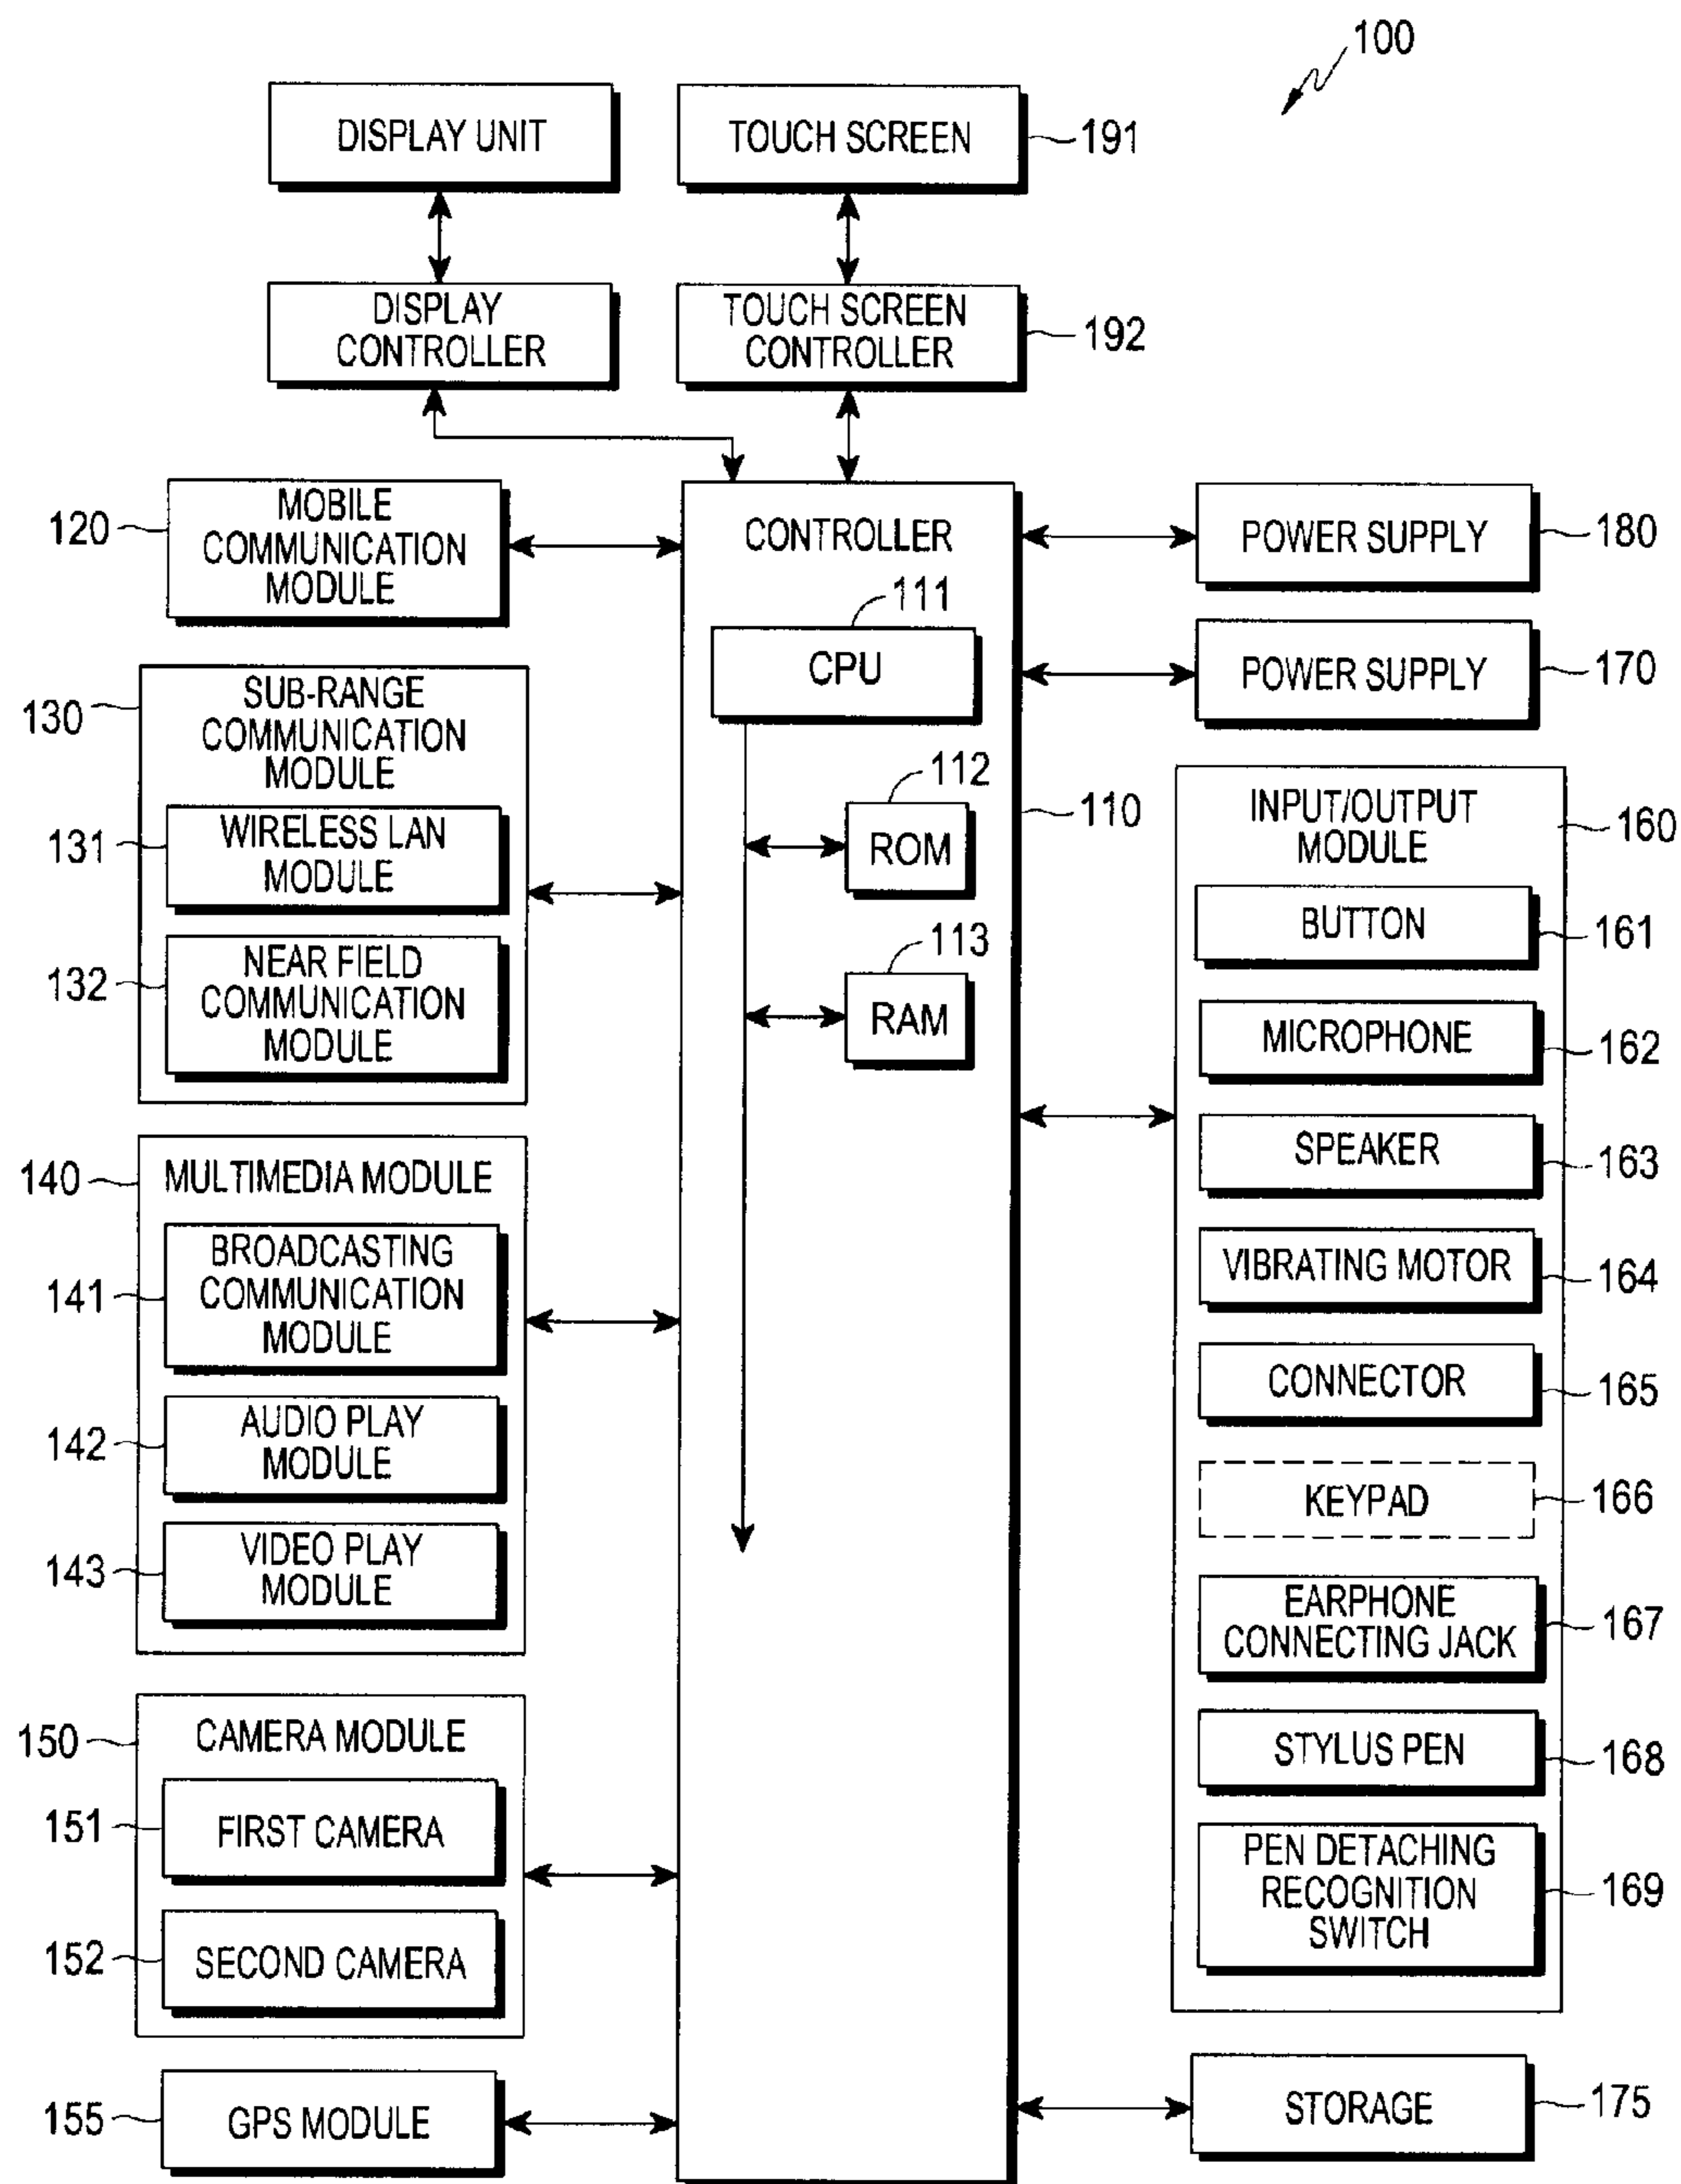 100
DISPLAY UNIT
TOUCH SCREEN
191
DISPLAY
CONTROLLER
TOUCH SCREEN
CONTROLLER
192
120
MOBILE
COMMUNICATION
MODULE
130
SUB-RANGE
COMMUNICATION
MODULE
131
WIRELESS LAN
MODULE
132
NEAR FIELD
COMMUNICATION
MODULE
140
MULTIMEDIA MODULE
141
BROADCASTING
COMMUNICATION
MODULE
142
AUDIO PLAY
MODULE
143
VIDEO PLAY
MODULE
150
CAMERA MODULE
151
FIRST CAMERA
152
SECOND CAMERA
155
GPS MODULE
CONTROLLER
111
CPU
112
ROM
113
RAM
110
POWER SUPPLY
180
POWER SUPPLY
170
INPUT/OUTPUT
MODULE
160
BUTTON
161
MICROPHONE
162
SPEAKER
163
VIBRATING MOTOR
164
CONNECTOR
165
KEYPAD
166
EARPHONE
CONNECTING JACK
167
STYLUS PEN
168
PEN DETACHING
RECOGNITION
SWITCH
169
STORAGE
175